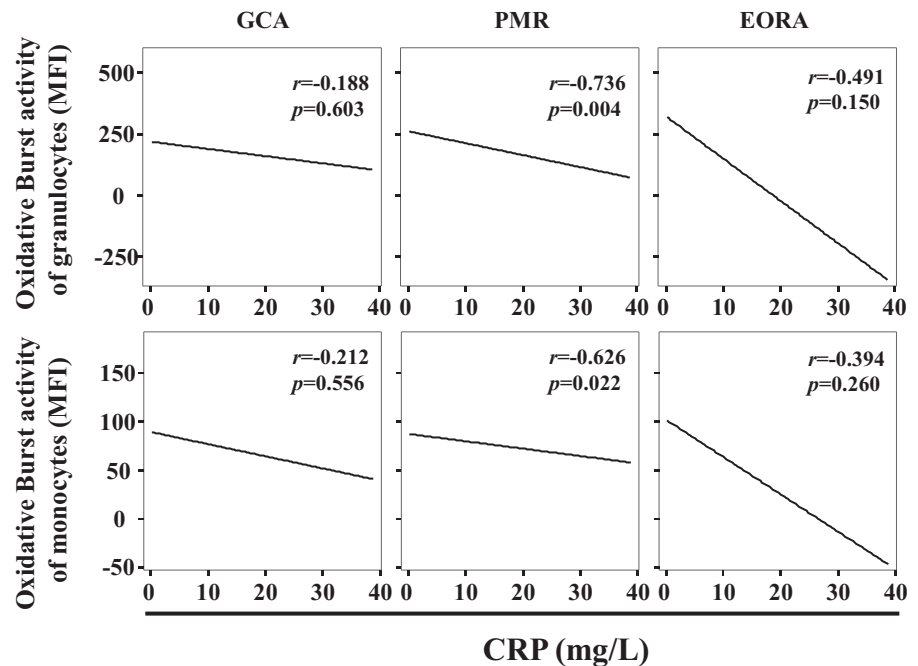 GCA PMR EORA
Oxidative Burst activity
of granulocytes (MFI)
500
250
0
-250
r=-0.188
p=0.603
r=-0.736
p=0.004
r=-0.491
p=0.150
0 10 20 30 40 0 10 20 30 40 0 10 20 30 40
Oxidative Burst activity
of monocytes (MFI)
150
100
50
0
-50
r=-0.212
p=0.556
r=-0.626
p=0.022
r=-0.394
p=0.260
0 10 20 30 40 0 10 20 30 40 0 10 20 30 40
CRP (mg/L)